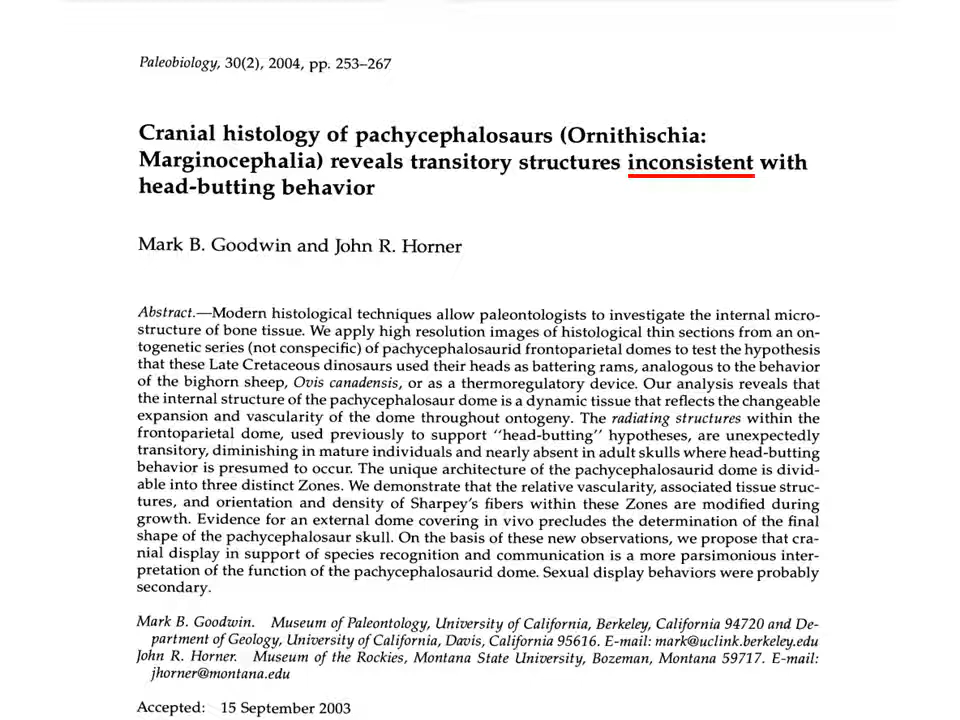 Paleobiology, 30(2), 2004, pp. 253–267
Cranial histology of pachycephalosaurs (Ornithischia:
Marginocephalia) reveals transitory structures inconsistent with
head-butting behavior
Mark B. Goodwin and John R. Horner
Abstract.—Modern histological techniques allow paleontologists to investigate the internal micro-
structure of bone tissue. We apply high resolution images of histological thin sections from an on-
togenetic series (not conspecific) of pachycephalosaurid frontoparietal domes to test the hypothesis
that these Late Cretaceous dinosaurs used their heads as battering rams, analogous to the behavior
of the bighorn sheep, Ovis canadensis, or as a thermoregulatory device. Our analysis reveals that
the internal structure of the pachycephalosaur dome is a dynamic tissue that reflects the changeable
expansion and vascularity of the dome throughout ontogeny. The radiating structures within the
frontoparietal dome, used previously to support “head-butting” hypotheses, are unexpectedly
transitory, diminishing in mature individuals and nearly absent in adult skulls where head-butting
behavior is presumed to occur. The unique architecture of the pachycephalosaurid dome is divid-
able into three distinct Zones. We demonstrate that the relative vascularity, associated tissue struc-
tures, and orientation and density of Sharpey's fibers within these Zones are modified during
growth. Evidence for an external dome covering in vivo precludes the determination of the final
shape of the pachycephalosaur skull. On the basis of these new observations, we propose that cra-
nial display in support of species recognition and communication is a more parsimonious inter-
pretation of the function of the pachycephalosaurid dome. Sexual display behaviors were probably
secondary.
Mark B. Goodwin. Museum of Paleontology, University of California, Berkeley, California 94720 and De-
partment of Geology, University of California, Davis, California 95616. E-mail: mark@uclink.berkeley.edu
John R. Horner. Museum of the Rockies, Montana State University, Bozeman, Montana 59717. E-mail:
jhorner@montana.edu
Accepted: 15 September 2003